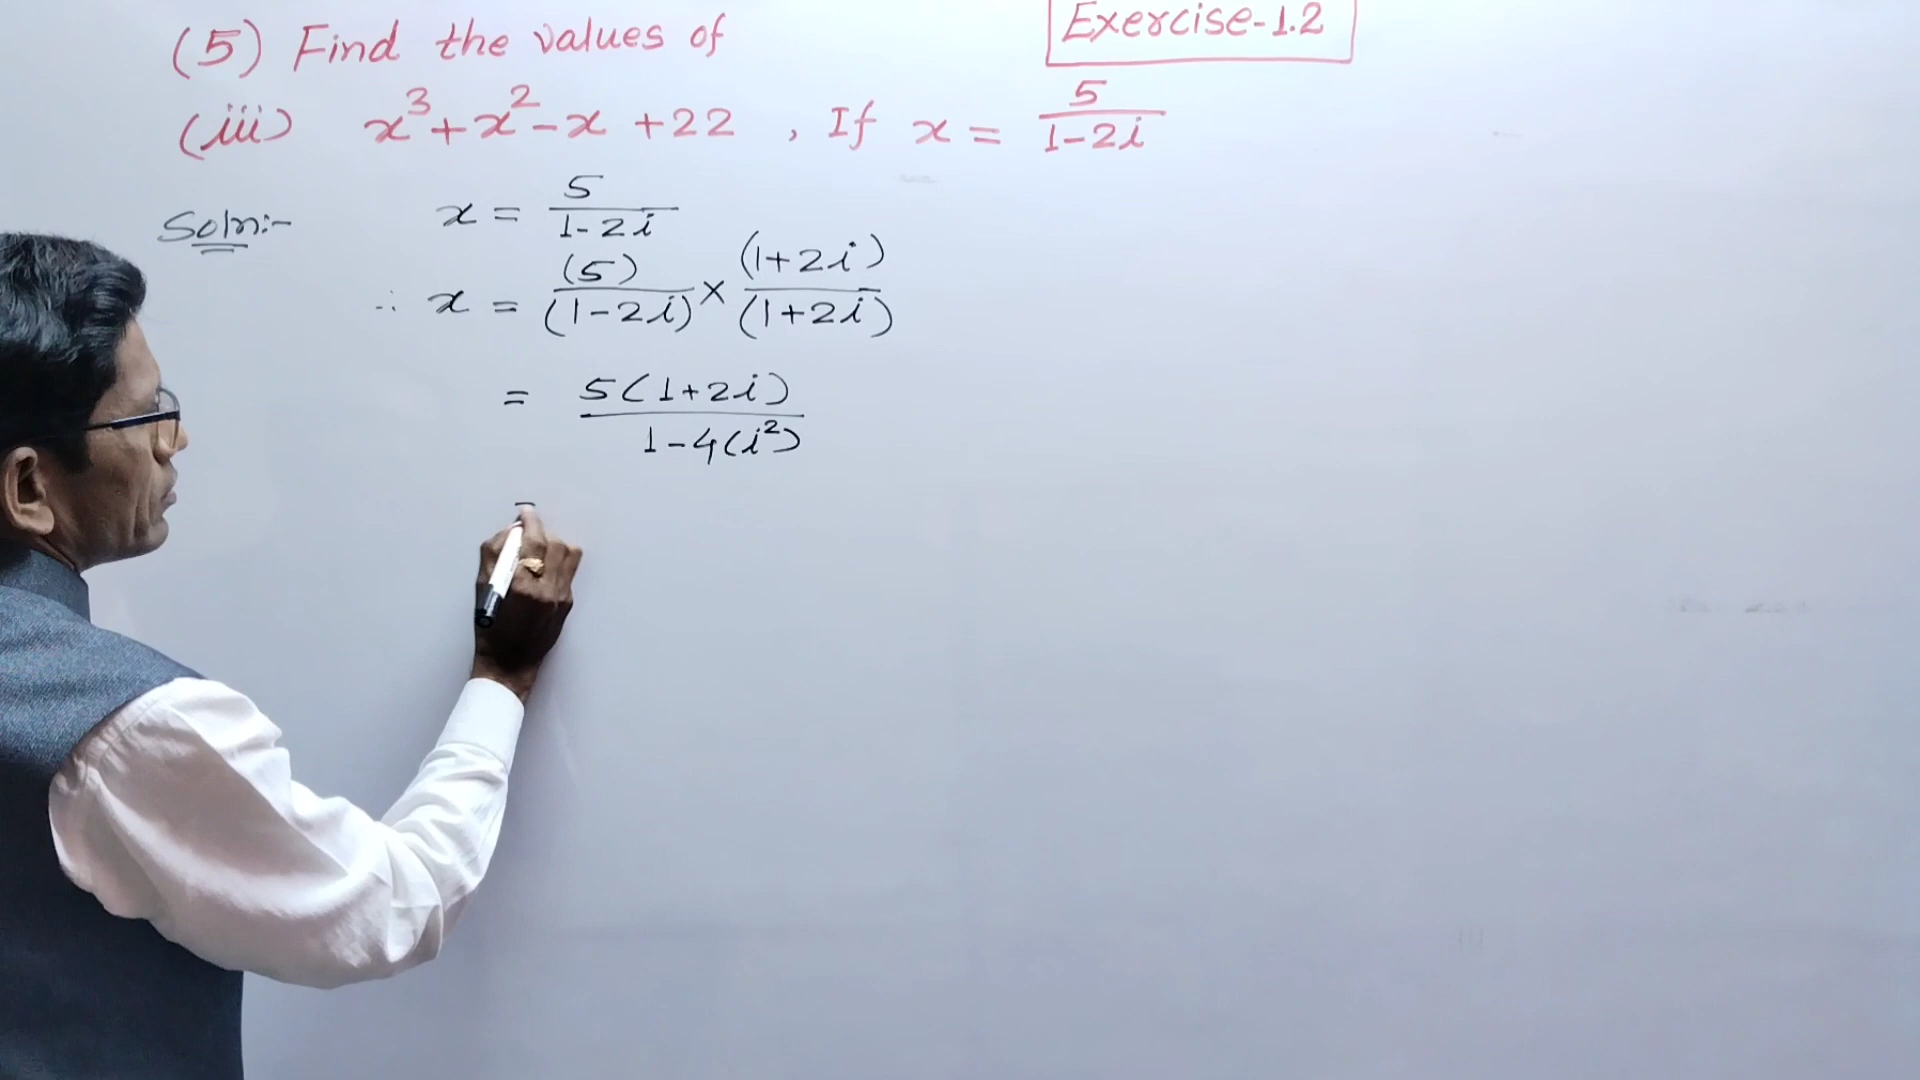 (5) Find the values of
Exercise-1.2
(iii) x³+x²-x+22, If x = 5/(1-2i)
Soln:- x = 5/(1-2i)
∴ x = (5)/(1-2i) × (1+2i)/(1+2i)
= 5(1+2i)/(1-4(i²))
=